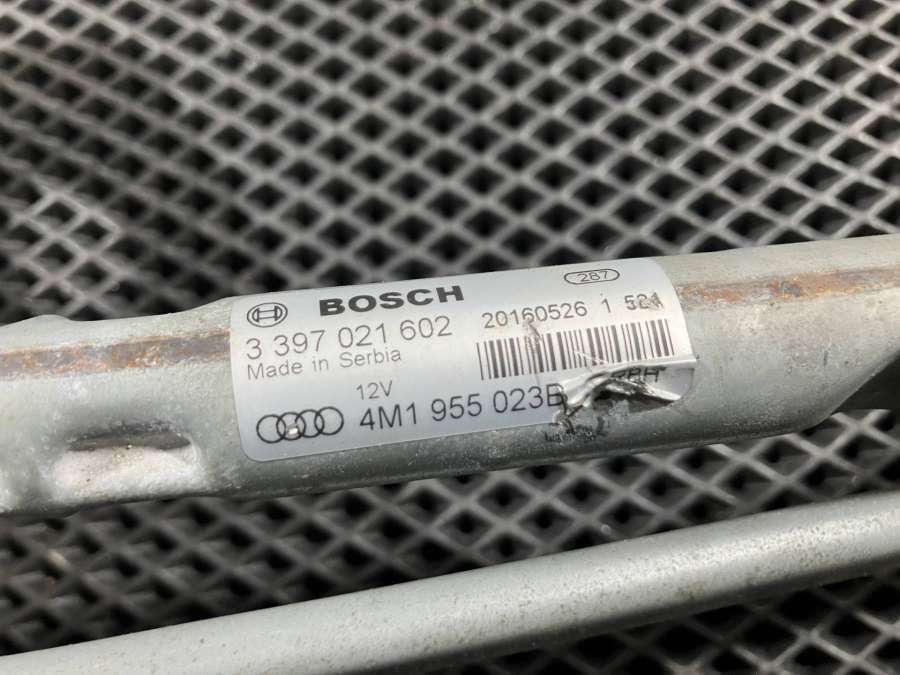 BOSCH
287
3 397 021 602
20160526 1 521
Made in Serbia
12V
4M1 955 023B